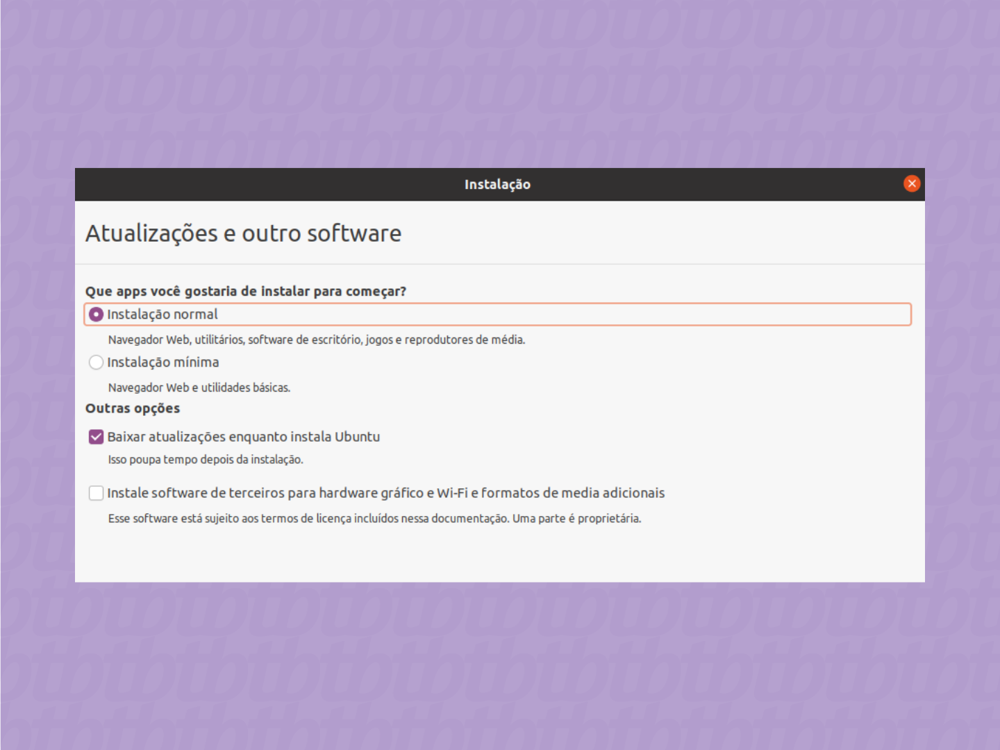 Instalação
Atualizações e outro software
Que apps você gostaria de instalar para começar?
Instalação normal
Navegador Web, utilitários, software de escritório, jogos e reprodutores de média.
Instalação mínima
Navegador Web e utilidades básicas.
Outras opções
Baixar atualizações enquanto instala Ubuntu
Isso poupa tempo depois da instalação.
Instale software de terceiros para hardware gráfico e Wi-Fi e formatos de media adicionais
Esse software está sujeito aos termos de licença incluídos nessa documentação. Uma parte é proprietária.